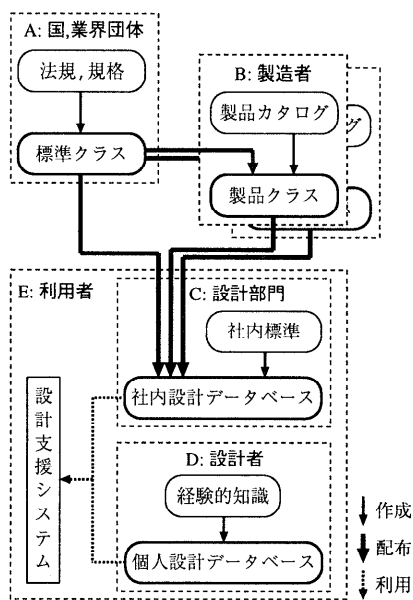 A: 国,業界団体
法規,規格
標準クラス
B: 製造者
製品カタログ
グ
製品クラス
E: 利用者
C: 設計部門
社内標準
社内設計データベース
設計支援システム
D: 設計者
経験的知識
個人設計データベース
作成
配布
利用